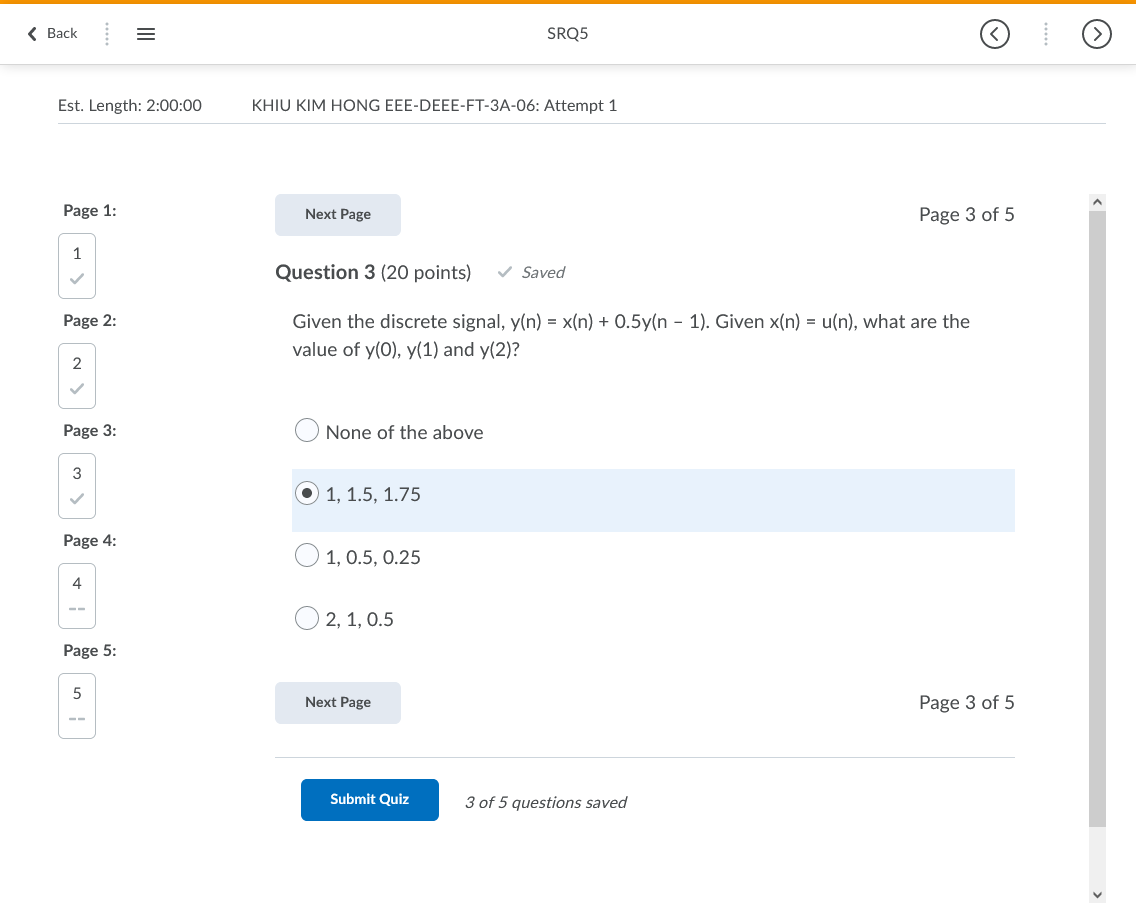 Back
SRQ5
Est. Length: 2:00:00 KHIU KIM HONG EEE-DEEE-FT-3A-06: Attempt 1
Page 1:
1
Page 2:
2
Page 3:
3
Page 4:
4
--
Page 5:
5
--
Next Page
Page 3 of 5
Question 3 (20 points) Saved
Given the discrete signal, y(n) = x(n) + 0.5y(n – 1). Given x(n) = u(n), what are the
value of y(0), y(1) and y(2)?
None of the above
1, 1.5, 1.75
1, 0.5, 0.25
2, 1, 0.5
Next Page
Page 3 of 5
Submit Quiz
3 of 5 questions saved